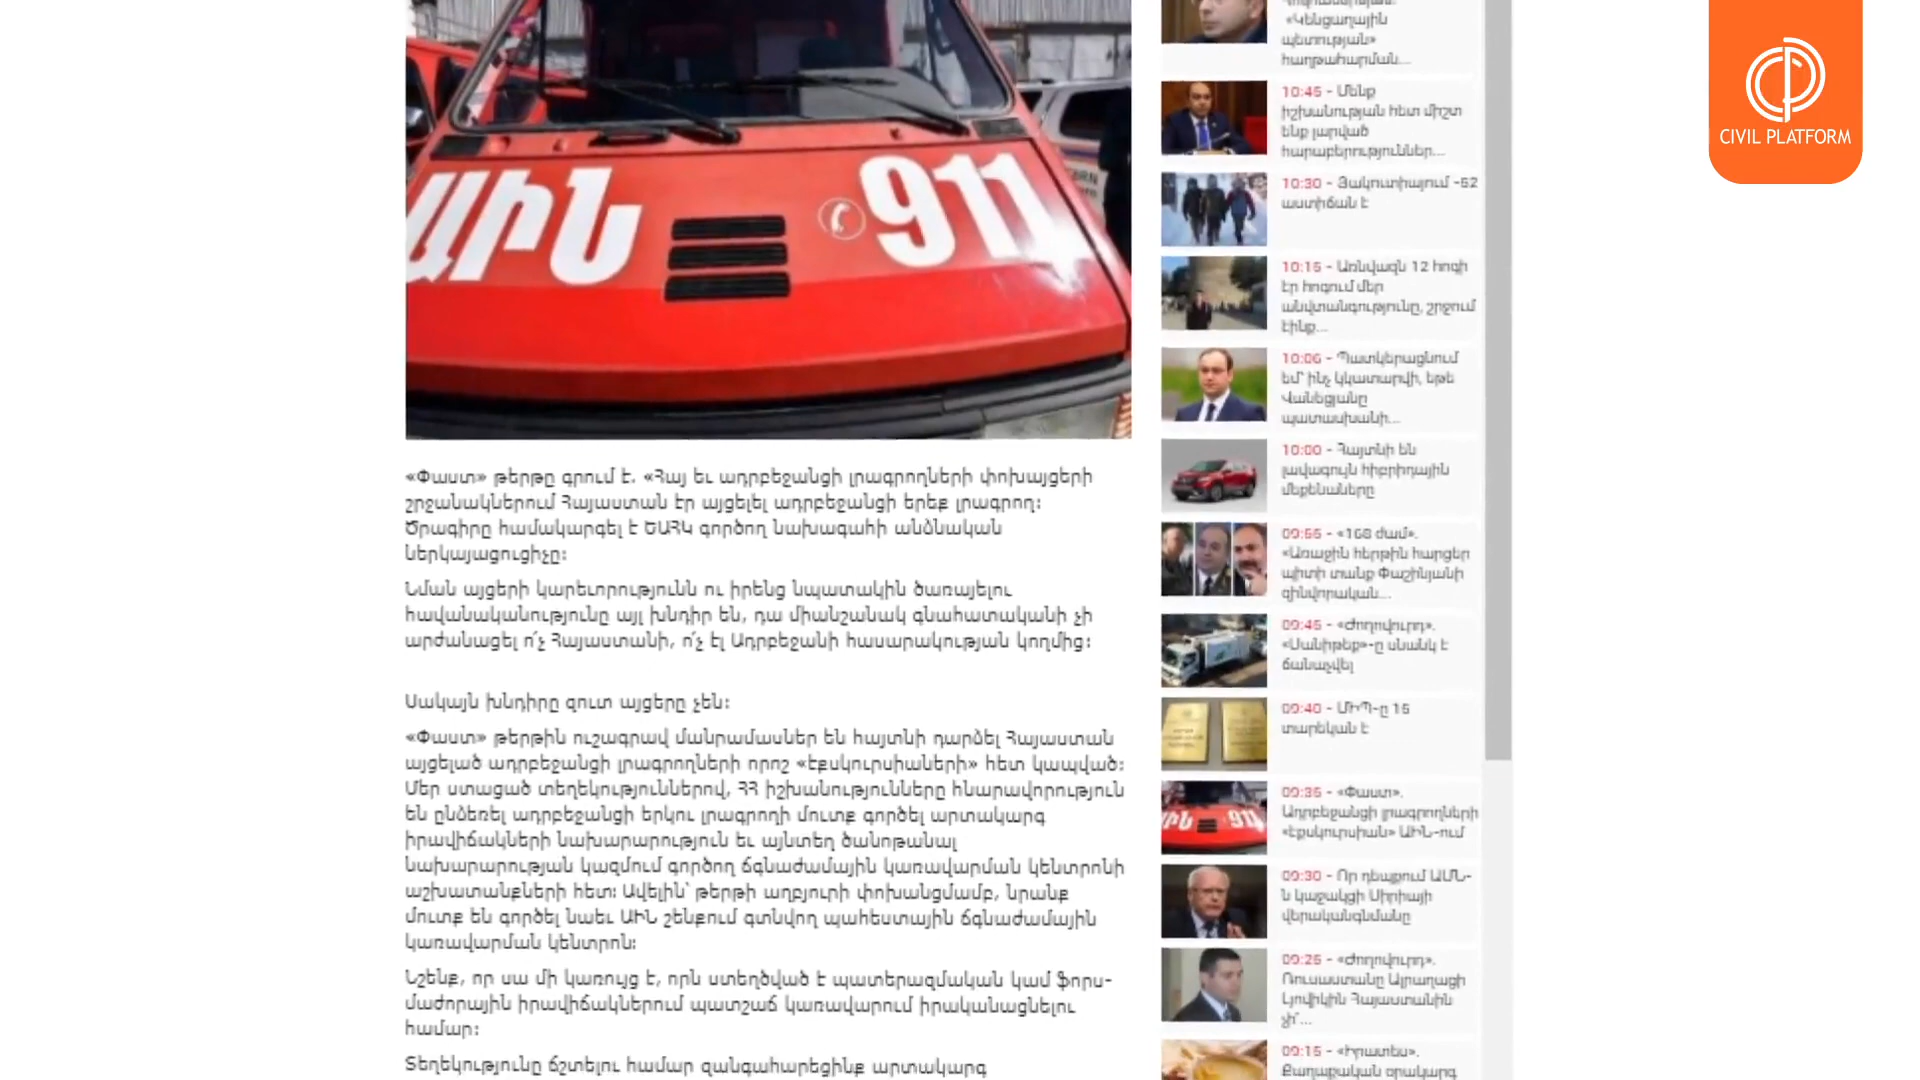 ԱԻՆ 911
«Փաստ» թերթը գրում է. «Հայ եւ ադրբեջանցի լրագրողների փոխայցերի
շրջանակներում Հայաստան էր այցելել ադրբեջանցի երեք լրագրող:
Ծրագիրը համակարգել է ԵԱՀԿ գործող նախագահի անձնական
ներկայացուցիչը:
Նման այցերի կարեւորությունն ու իրենց նպատակին ծառայելու
հավանականությունը այլ խնդիր են, դա միանշանակ գնահատականի չի
արժանացել ո՛չ Հայաստանի, ո՛չ էլ Ադրբեջանի հասարակության կողմից:
Սակայն խնդիրը զուտ այցերը չեն:
«Փաստ» թերթին ուշագրավ մանրամասներ են հայտնի դարձել Հայաստան
այցելած ադրբեջանցի լրագրողների որոշ «էքսկուրսիաների» հետ կապված:
Մեր ստացած տեղեկություններով, ՀՀ իշխանությունները հնարավորություն
են ընձեռել ադրբեջանցի երկու լրագրողի մուտք գործել արտակարգ
իրավիճակների նախարարություն եւ այնտեղ ծանոթանալ
նախարարության կազմում գործող ճգնաժամային կառավարման կենտրոնի
աշխատանքների հետ: Ավելին՝ թերթի աղբյուրի փոխանցմամբ, նրանք
մուտք են գործել նաեւ ԱԻՆ շենքում գտնվող պահեստային ճգնաժամային
կառավարման կենտրոն:
Նշենք, որ սա մի կառույց է, որն ստեղծված է պատերազմական կամ ֆորս-
մաժորային իրավիճակներում պատշաճ կառավարում իրականացնելու
համար:
Տեղեկությունը ճշտելու համար զանգահարեցինք արտակարգ
«Կենցաղային
պետության»
հաղթահարման...
10:45 - Մենք
իշխանության հետ միշտ
ենք լարված
հարաբերություններ...
10:30 - Յակուտիայում -52
աստիճան է
10:15 - Առնվազն 12 հոգի
էր հոգում մեր
անվտանգությունը, շրջում
էինք...
10:06 - Պատկերացնում
եմ՝ ինչ կկատարվի, եթե
Վանեցյանը
պատասխանի...
10:00 - Հայտնի են
լավագույն հիբրիդային
մեքենաները
09:55 - «168 ժամ».
«Առաջին հերթին հարցեր
պիտի տանք Փաշինյանի
զինվորական...
09:45 - «Ժողովուրդ».
«Սանիթեք»-ը սնանկ է
ճանաչվել
09:40 - ՄԻՊ-ը 15
տարեկան է
09:35 - «Փաստ».
Ադրբեջանցի լրագրողների
«էքսկուրսիան» ԱԻՆ-ում
09:30 - Որ դեպքում ԱՄՆ-
ն կաջակցի Սիրիայի
վերականգնմանը
09:25 - «Ժողովուրդ».
Ռուսաստանը Ալրաղացի
Լյովիկին Հայաստանին
չի՞...
09:15 - «Իրատես».
Քաղաքական օրակարգ
CIVIL PLATFORM